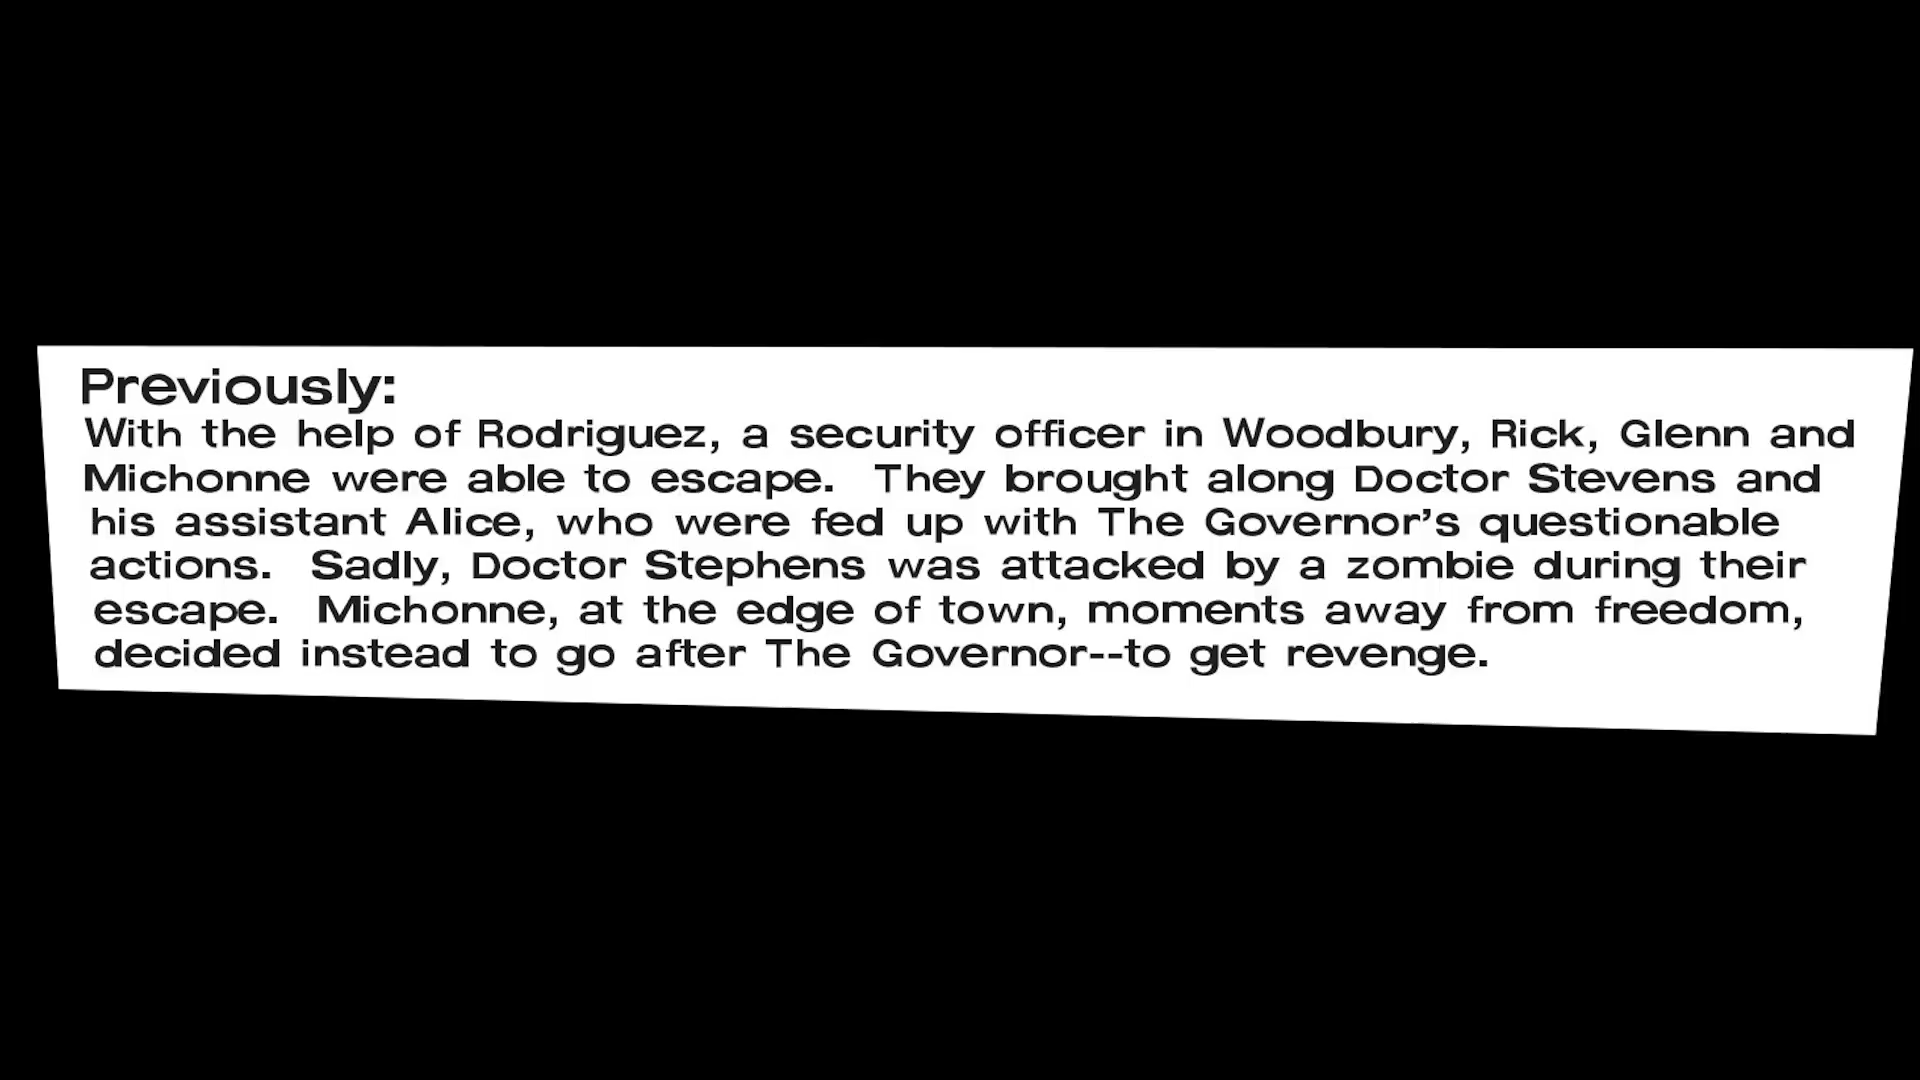 Previously:
With the help of Rodriguez, a security officer in Woodbury, Rick, Glenn and
Michonne were able to escape.  They brought along Doctor Stevens and
his assistant Alice, who were fed up with The Governor’s questionable
actions.  Sadly, Doctor Stephens was attacked by a zombie during their
escape.  Michonne, at the edge of town, moments away from freedom,
decided instead to go after The Governor--to get revenge.